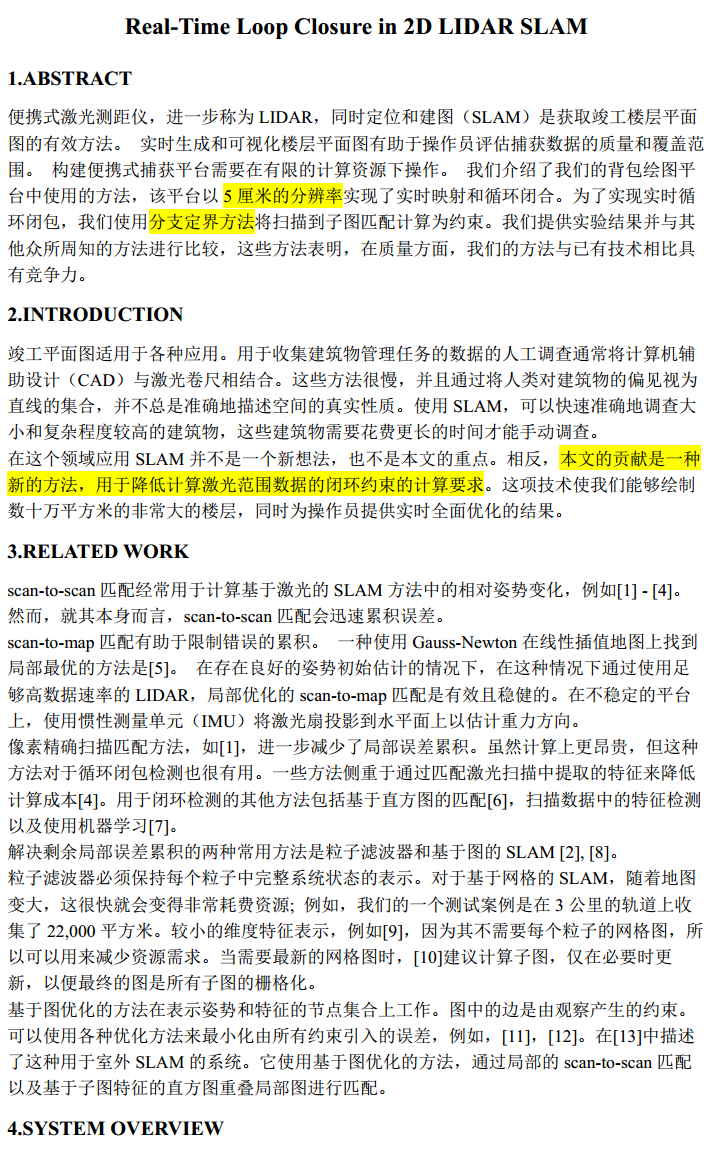 Real-Time Loop Closure in 2D LIDAR SLAM
1.ABSTRACT
便携式激光测距仪，进一步称为 LIDAR，同时定位和建图（SLAM）是获取竣工楼层平面
图的有效方法。 实时生成和可视化楼层平面图有助于操作员评估捕获数据的质量和覆盖范
围。 构建便携式捕获平台需要在有限的计算资源下操作。 我们介绍了我们的背包绘图平
台中使用的方法，该平台以 5 厘米的分辨率实现了实时映射和循环闭合。为了实现实时循
环闭包，我们使用分支定界方法将扫描到子图匹配计算为约束。我们提供实验结果并与其
他众所周知的方法进行比较，这些方法表明，在质量方面，我们的方法与已有技术相比具
有竞争力。
2.INTRODUCTION
竣工平面图适用于各种应用。用于收集建筑物管理任务的数据的人工调查通常将计算机辅
助设计（CAD）与激光卷尺相结合。这些方法很慢，并且通过将人类对建筑物的偏见视为
直线的集合，并不总是准确地描述空间的真实性质。使用 SLAM，可以快速准确地调查大
小和复杂程度较高的建筑物，这些建筑物需要花费更长的时间才能手动调查。
在这个领域应用 SLAM 并不是一个新想法，也不是本文的重点。相反，本文的贡献是一种
新的方法，用于降低计算激光范围数据的闭环约束的计算要求。这项技术使我们能够绘制
数十万平方米的非常大的楼层，同时为操作员提供实时全面优化的结果。
3.RELATED WORK
scan-to-scan 匹配经常用于计算基于激光的 SLAM 方法中的相对姿势变化，例如[1] - [4]。
然而，就其本身而言，scan-to-scan 匹配会迅速累积误差。
scan-to-map 匹配有助于限制错误的累积。 一种使用 Gauss-Newton 在线性插值地图上找到
局部最优的方法是[5]。 在存在良好的姿势初始估计的情况下，在这种情况下通过使用足
够高数据速率的 LIDAR，局部优化的 scan-to-map 匹配是有效且稳健的。在不稳定的平台
上，使用惯性测量单元（IMU）将激光扇投影到水平面上以估计重力方向。
像素精确扫描匹配方法，如[1]，进一步减少了局部误差累积。虽然计算上更昂贵，但这种
方法对于循环闭包检测也很有用。一些方法侧重于通过匹配激光扫描中提取的特征来降低
计算成本[4]。用于闭环检测的其他方法包括基于直方图的匹配[6]，扫描数据中的特征检测
以及使用机器学习[7]。
解决剩余局部误差累积的两种常用方法是粒子滤波器和基于图的 SLAM [2], [8]。
粒子滤波器必须保持每个粒子中完整系统状态的表示。对于基于网格的 SLAM，随着地图
变大，这很快就会变得非常耗费资源; 例如，我们的一个测试案例是在 3 公里的轨道上收
集了 22,000 平方米。较小的维度特征表示，例如[9]，因为其不需要每个粒子的网格图，所
以可以用来减少资源需求。当需要最新的网格图时，[10]建议计算子图，仅在必要时更
新，以便最终的图是所有子图的栅格化。
基于图优化的方法在表示姿势和特征的节点集合上工作。图中的边是由观察产生的约束。
可以使用各种优化方法来最小化由所有约束引入的误差，例如，[11]，[12]。在[13]中描述
了这种用于室外 SLAM 的系统。它使用基于图优化的方法，通过局部的 scan-to-scan 匹配
以及基于子图特征的直方图重叠局部图进行匹配。
4.SYSTEM OVERVIEW